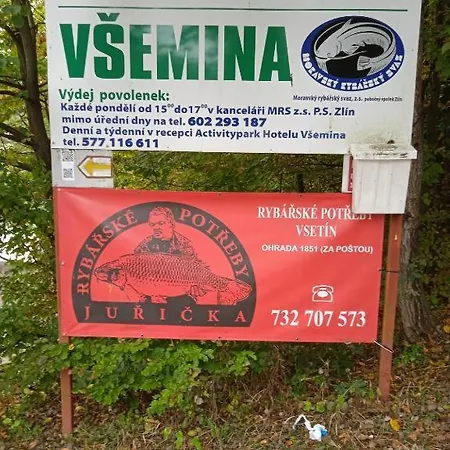 VŠEMINA
MORAVSKÝ RYBÁŘSKÝ SVAZ
Výdej povolenek:
Moravský rybářský svaz, z.s. pobočný spolek Zlín
Každé pondělí od 15⁰⁰do17⁰⁰v kanceláři MRS z.s. P.S. Zlín
mimo úřední dny na tel. 602 293 187
Denní a týdenní v recepci Activitypark Hotelu Všemina
tel. 577 116 611
RYBÁŘSKÉ POTŘEBY
JUŘIČKA
RYBÁŘSKÉ POTŘEBY
VSETÍN
OHRADA 1851 (ZA POŠTOU)
732 707 573